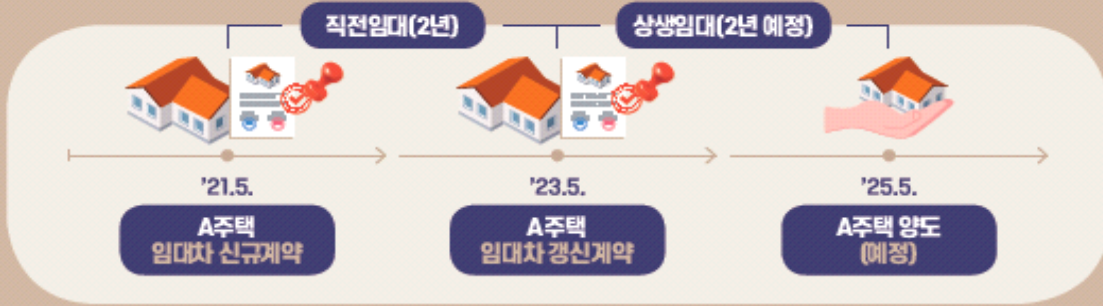 직전임대(2년)
상생임대(2년 예정)
'21.5.
'23.5.
'25.5.
A주택
임대차 신규계약
A주택
임대차 갱신계약
A주택 양도
(예정)